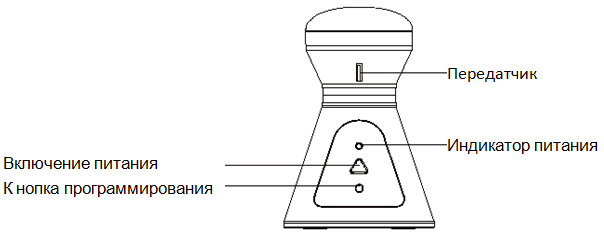 Передатчик
Индикатор питания
Включение питания
К нопка программирования